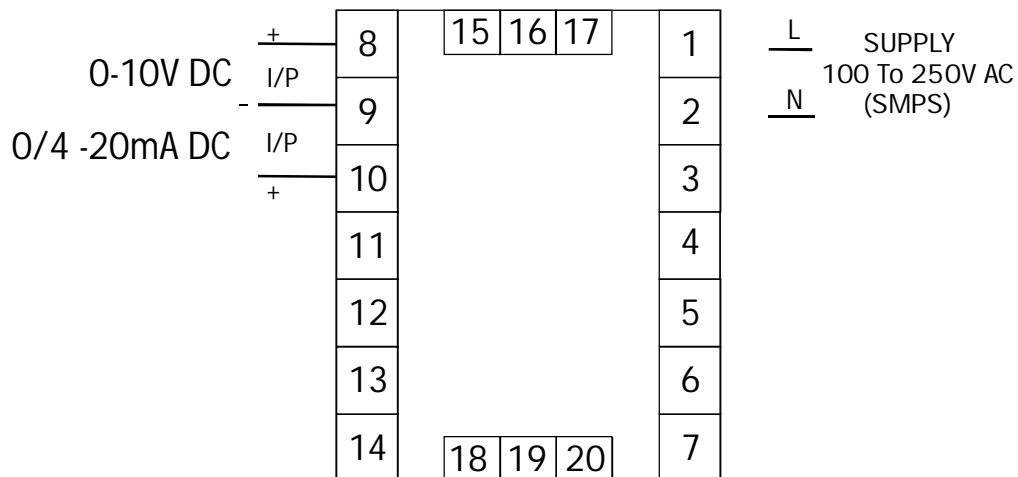 + 8 15 16 17 1 L SUPPLY
0-10V DC I/P 100 To 250V AC
- 9 2 N (SMPS)
0/4 -20mA DC I/P
+ 10 3
11 4
12 5
13 6
14 18 19 20 7